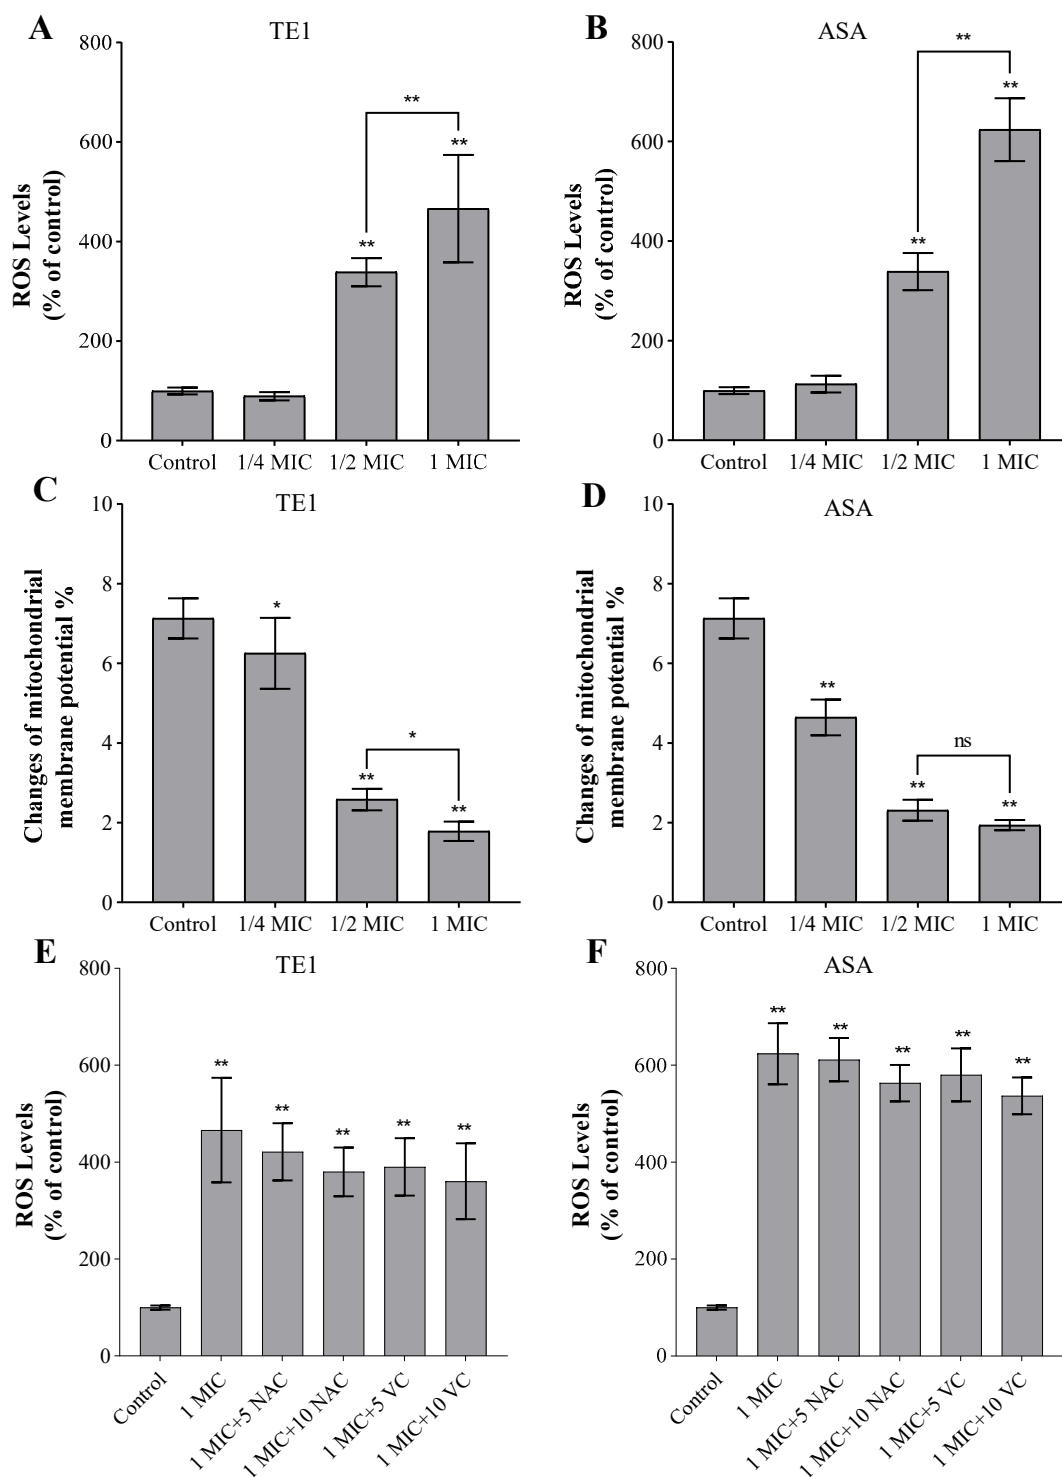 A
TE1
ROS Levels
(% of control)
800
600
400
200
0
**
**
**
Control
1/4 MIC
1/2 MIC
1 MIC
B
ASA
ROS Levels
(% of control)
800
600
400
200
0
**
**
**
Control
1/4 MIC
1/2 MIC
1 MIC
C
TE1
Changes of mitochondrial
membrane potential %
10
8
6
4
2
0
*
**
*
**
Control
1/4 MIC
1/2 MIC
1 MIC
D
ASA
Changes of mitochondrial
membrane potential %
10
8
6
4
2
0
**
**
ns
**
Control
1/4 MIC
1/2 MIC
1 MIC
E
TE1
ROS Levels
(% of control)
800
600
400
200
0
**
**
**
**
**
Control
1 MIC
1 MIC+5 NAC
1 MIC+10 NAC
1 MIC+5 VC
1 MIC+10 VC
F
ASA
ROS Levels
(% of control)
800
600
400
200
0
**
**
**
**
**
Control
1 MIC
1 MIC+5 NAC
1 MIC+10 NAC
1 MIC+5 VC
1 MIC+10 VC